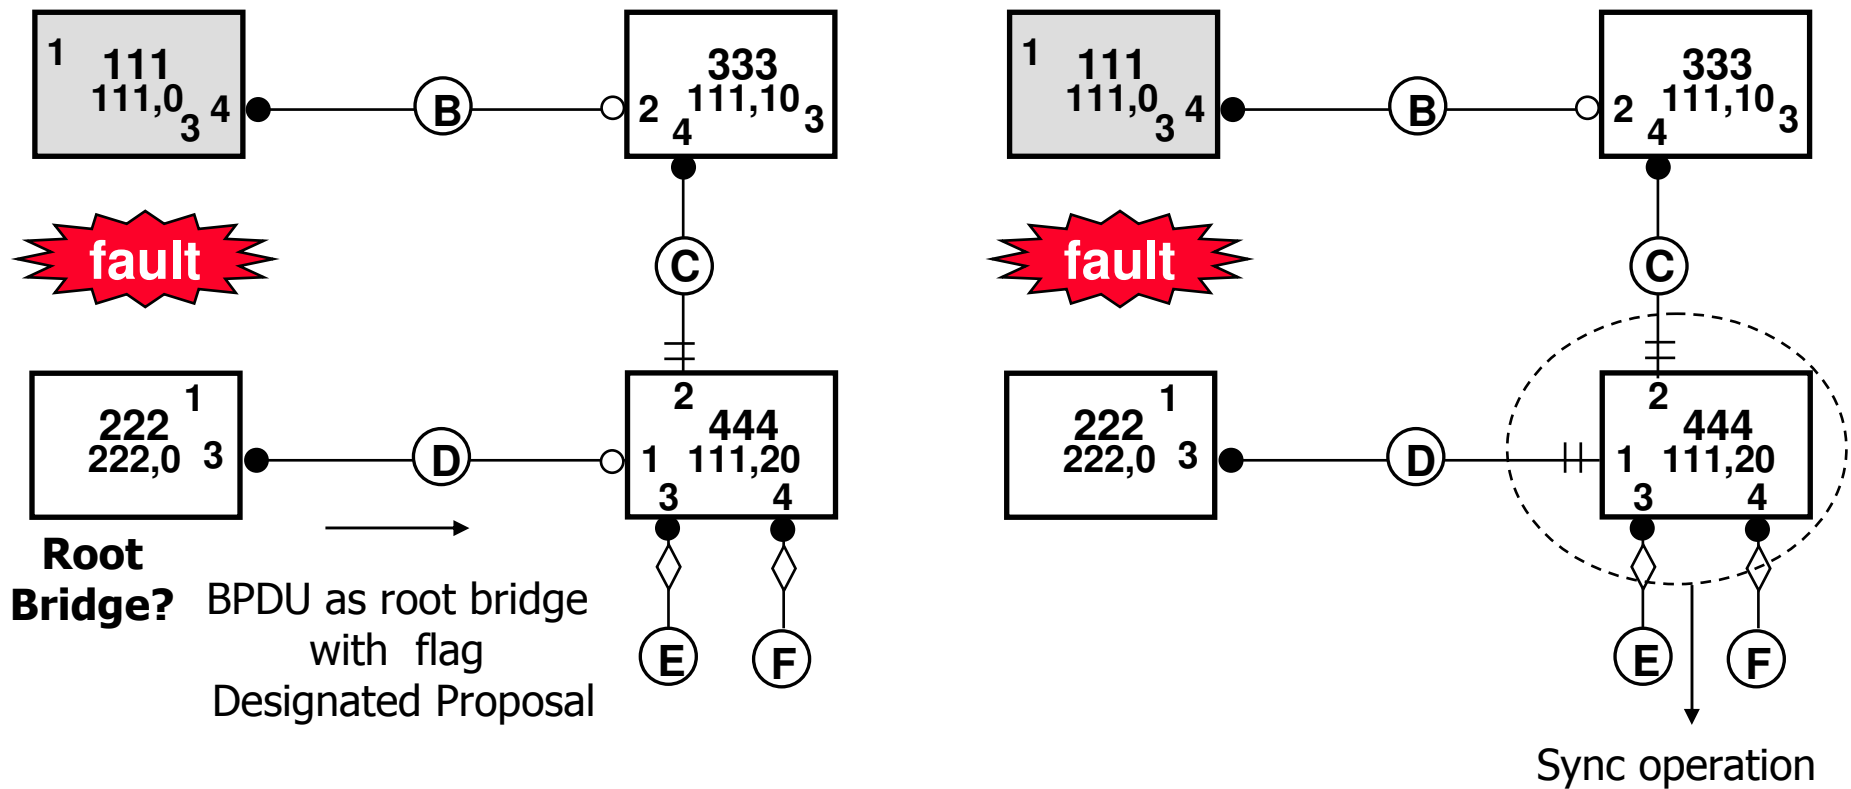 1
111
111,0
3
4
B
2
333
111,10
4
3
fault
C
1
222
222,0
3
D
2
444
1
111,20
3
4
Root
Bridge?
BPDU as root bridge
with flag
Designated Proposal
E
F
1
111
111,0
3
4
B
2
333
111,10
4
3
fault
C
1
222
222,0
3
D
2
444
1
111,20
3
4
E
F
Sync operation